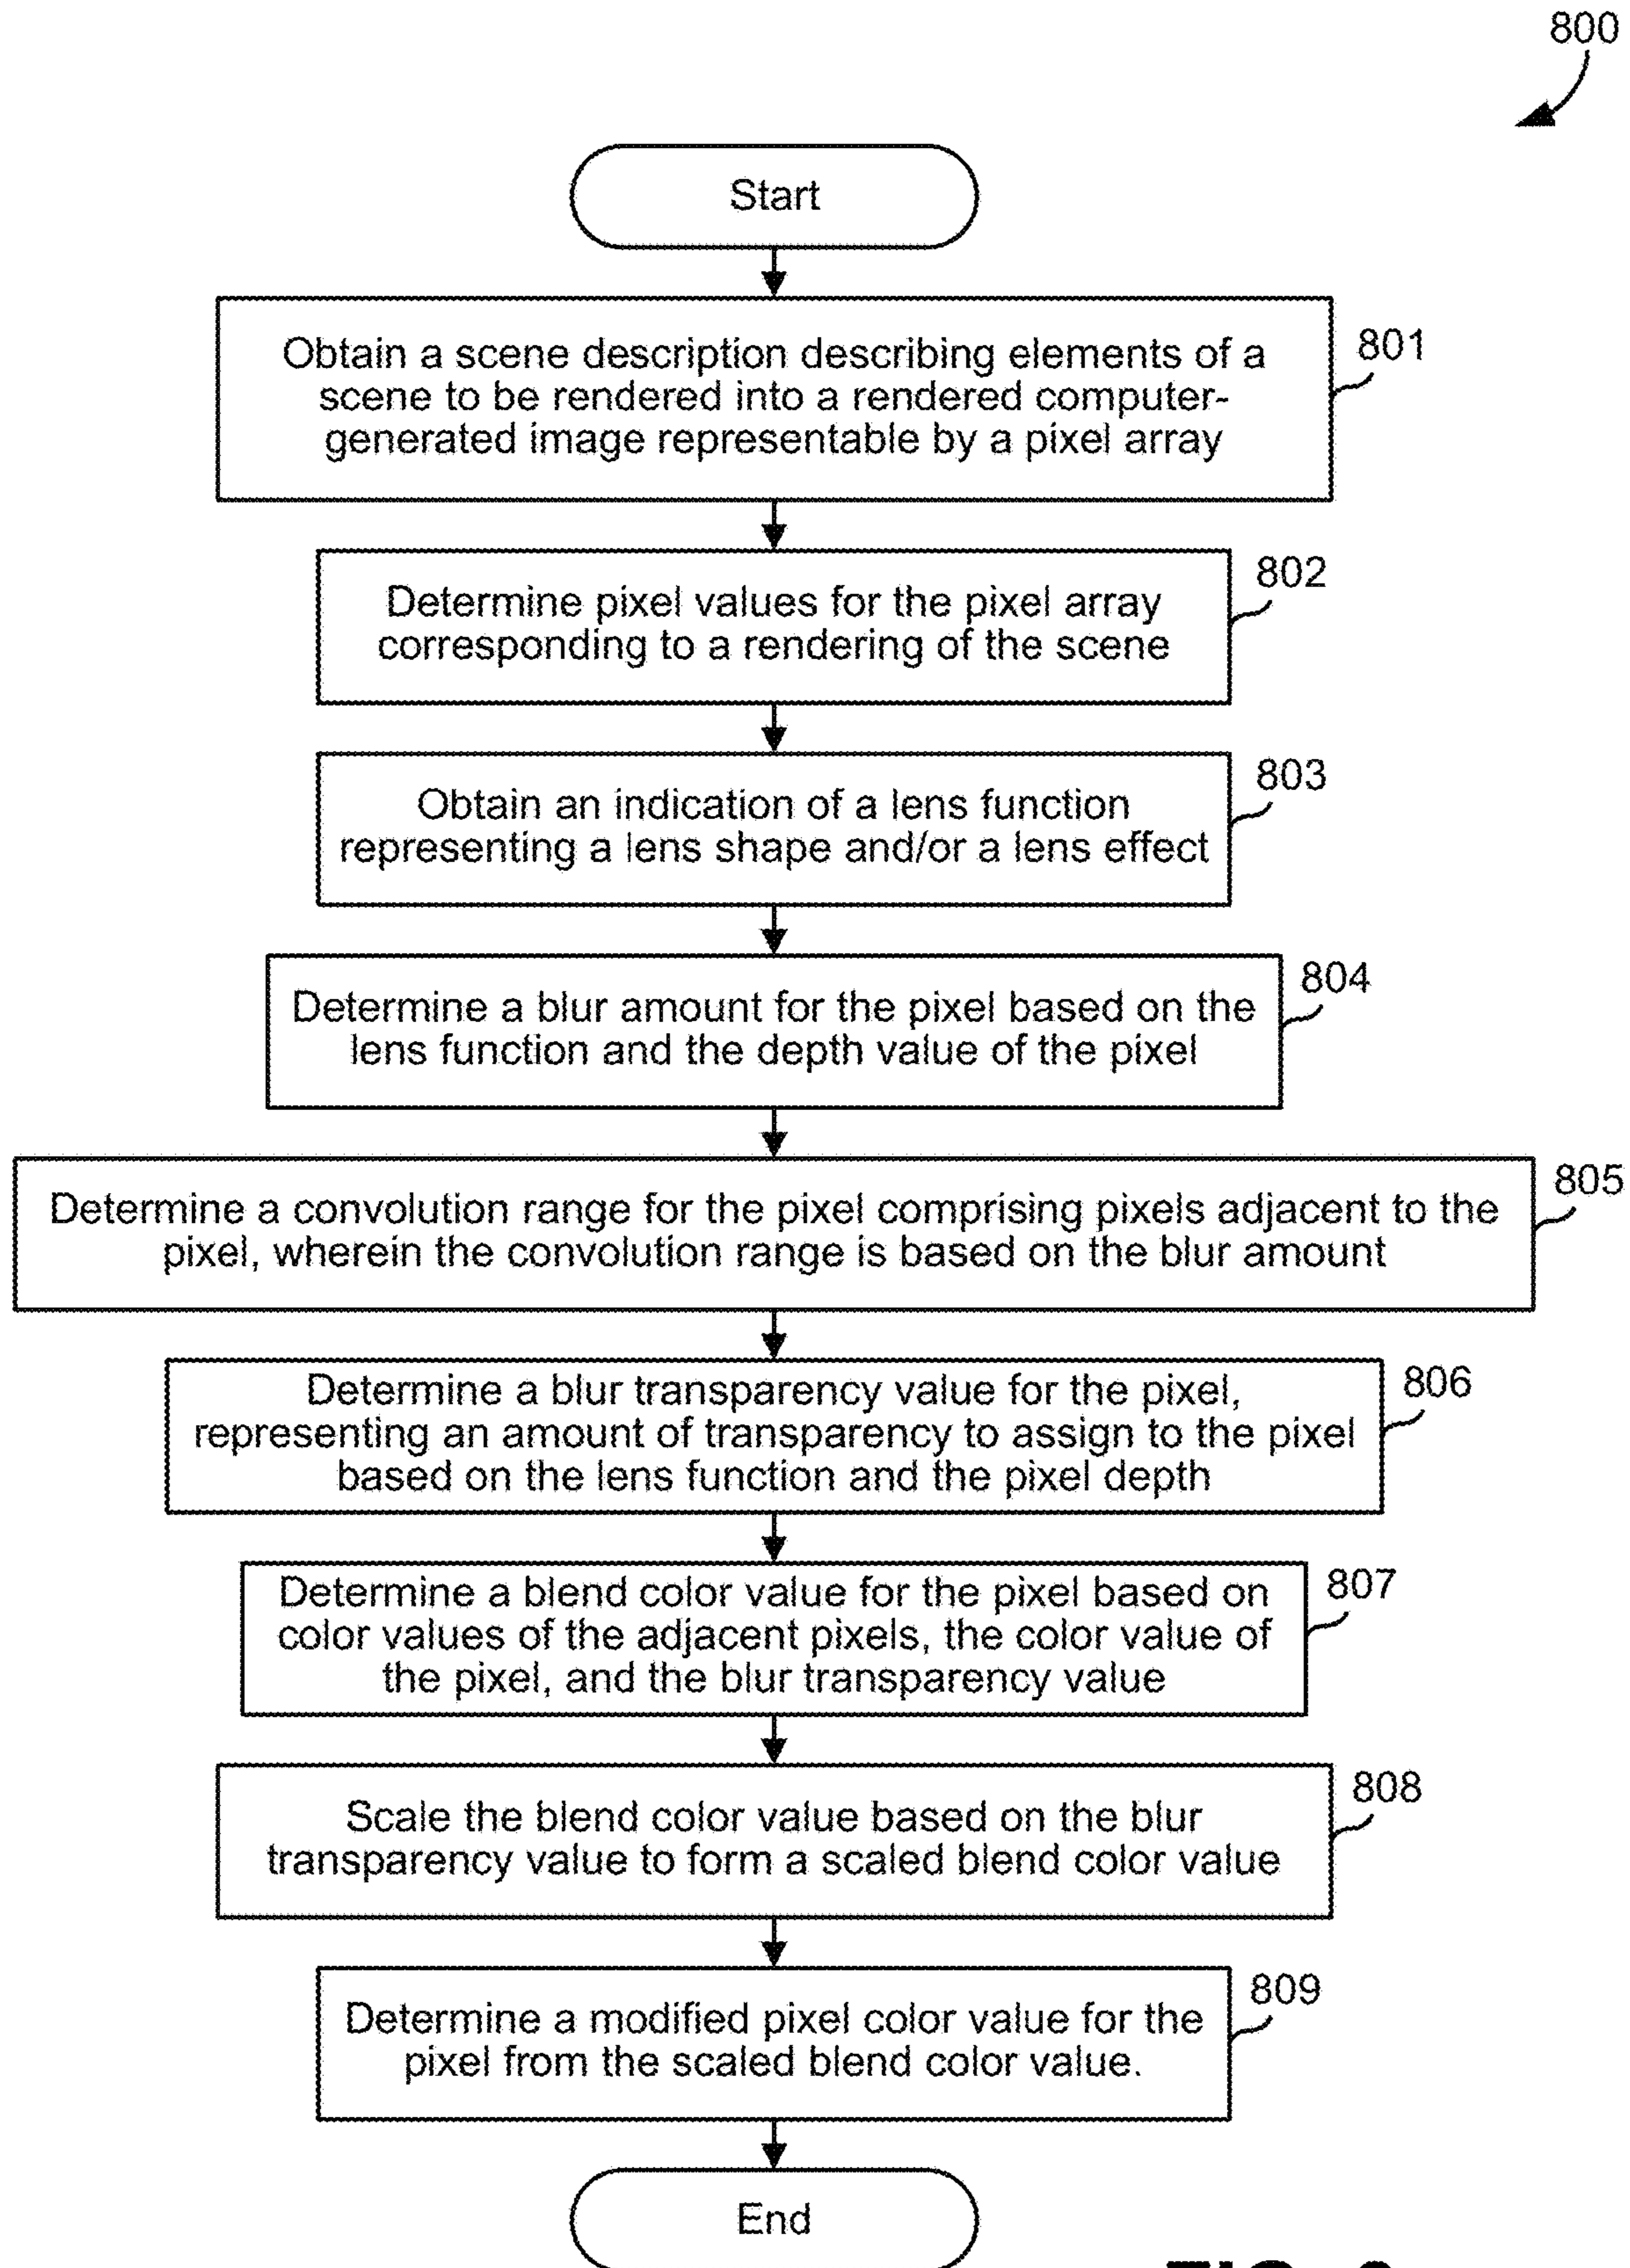 800
Start
Obtain a scene description describing elements of a
scene to be rendered into a rendered computer-
generated image representable by a pixel array
801
Determine pixel values for the pixel array
corresponding to a rendering of the scene
802
Obtain an indication of a lens function
representing a lens shape and/or a lens effect
803
Determine a blur amount for the pixel based on the
lens function and the depth value of the pixel
804
Determine a convolution range for the pixel comprising pixels adjacent to the
pixel, wherein the convolution range is based on the blur amount
805
Determine a blur transparency value for the pixel,
representing an amount of transparency to assign to the pixel
based on the lens function and the pixel depth
806
Determine a blend color value for the pixel based on
color values of the adjacent pixels, the color value of
the pixel, and the blur transparency value
807
Scale the blend color value based on the blur
transparency value to form a scaled blend color value
808
Determine a modified pixel color value for the
pixel from the scaled blend color value.
809
End